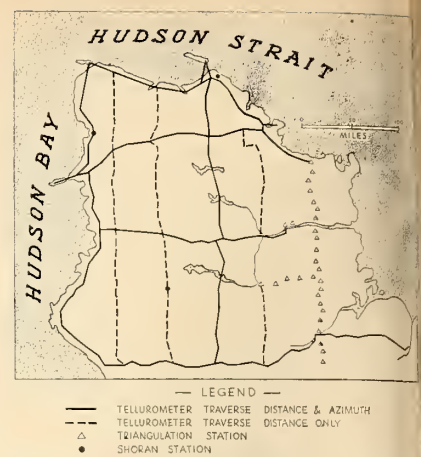 HUDSON STRAIT
HUDSON BAY
MILES
— LEGEND —
TELLUROMETER TRAVERSE DISTANCE & AZIMUTH
TELLUROMETER TRAVERSE DISTANCE ONLY
TRIANGULATION STATION
SHORAN STATION